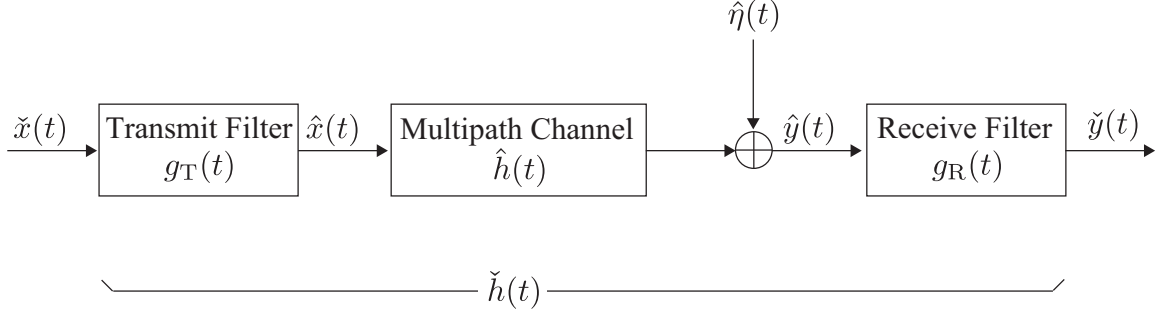 η̂(t)
x̌(t) Transmit Filter x̂(t) Multipath Channel ŷ(t) Receive Filter y̌(t)
g_T(t) ĥ(t) g_R(t)
ȟ(t)